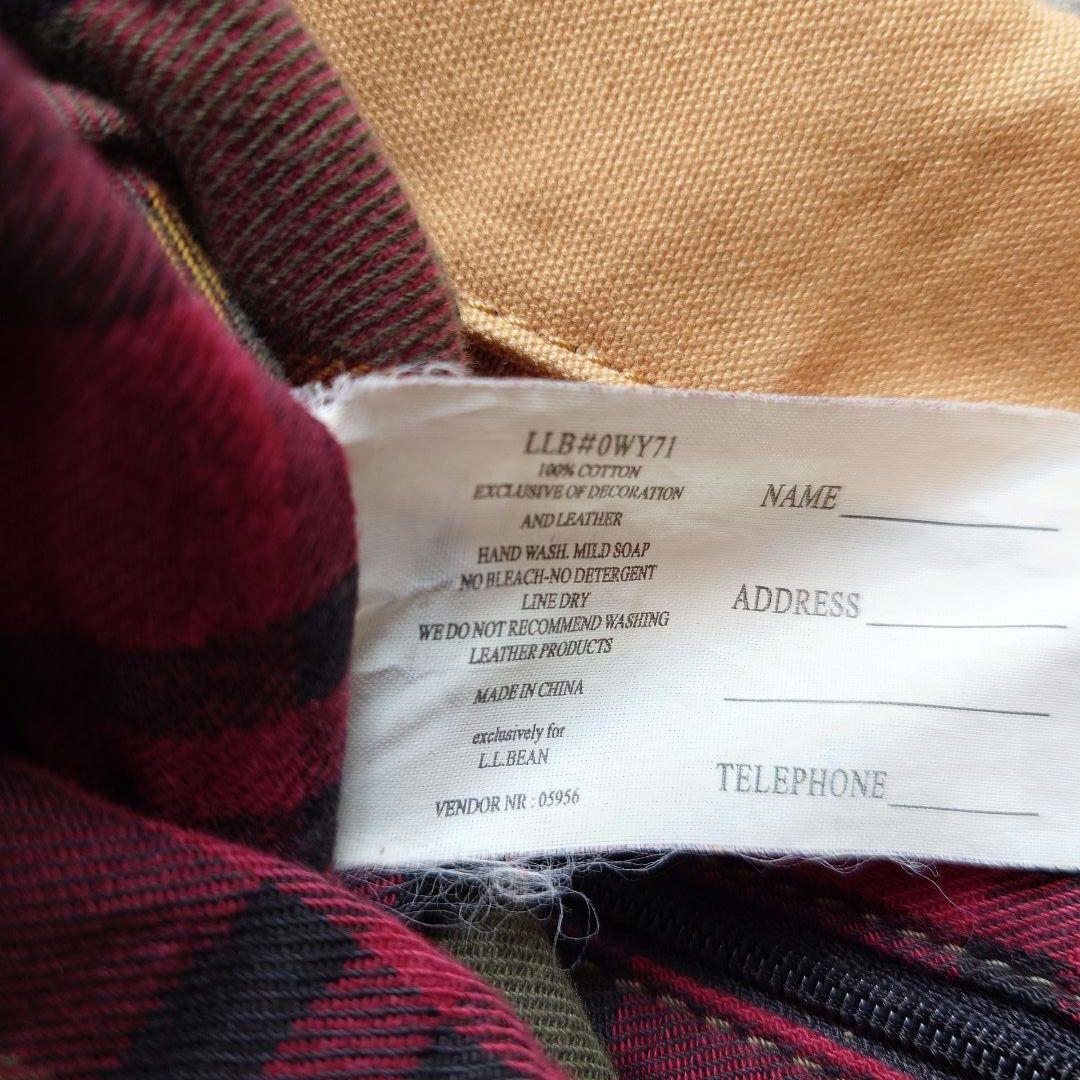 LLB#0WY71
100% COTTON
EXCLUSIVE OF DECORATION
AND LEATHER
HAND WASH. MILD SOAP
NO BLEACH-NO DETERGENT
LINE DRY
WE DO NOT RECOMMEND WASHING
LEATHER PRODUCTS
MADE IN CHINA
exclusively for
L.L.BEAN
VENDOR NR : 05956
NAME
ADDRESS
TELEPHONE